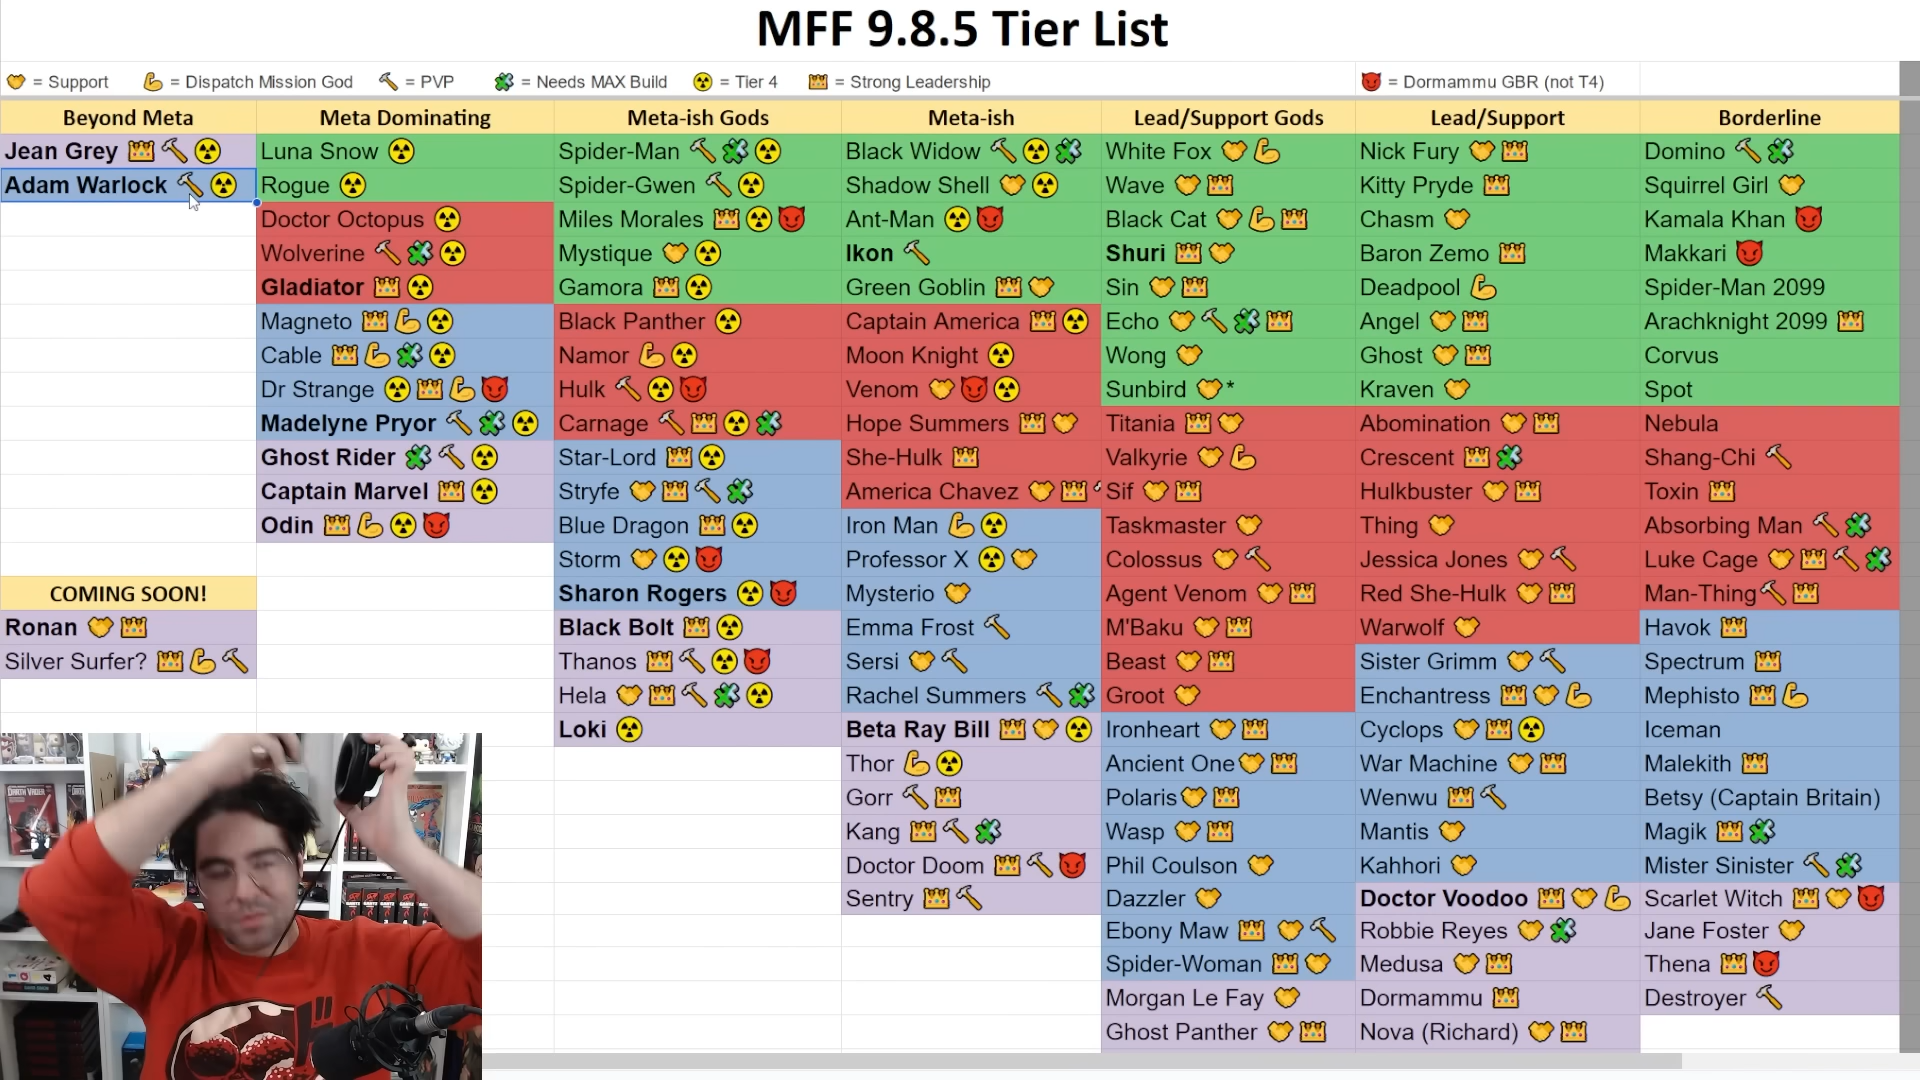 MFF 9.8.5 Tier List
= Support = Dispatch Mission God = PVP = Needs MAX Build = Tier 4 = Strong Leadership = Dormammu GBR (not T4)
Beyond Meta Meta Dominating Meta-ish Gods Meta-ish Lead/Support Gods Lead/Support Borderline
Jean Grey Luna Snow Spider-Man Black Widow White Fox Nick Fury Domino
Adam Warlock Rogue Spider-Gwen Shadow Shell Wave Kitty Pryde Squirrel Girl
Doctor Octopus Miles Morales Ant-Man Black Cat Chasm Kamala Khan
Wolverine Mystique Ikon Shuri Baron Zemo Makkari
Gladiator Gamora Green Goblin Sin Deadpool Spider-Man 2099
Magneto Black Panther Captain America Echo Angel Arachknight 2099
Cable Namor Moon Knight Wong Ghost Corvus
Dr Strange Hulk Venom Sunbird * Kraven Spot
Madelyne Pryor Carnage Hope Summers Titania Abomination Nebula
Ghost Rider Star-Lord She-Hulk Valkyrie Crescent Shang-Chi
Captain Marvel Stryfe America Chavez Sif Hulkbuster Toxin
Odin Blue Dragon Iron Man Taskmaster Thing Absorbing Man
Storm Professor X Colossus Jessica Jones Luke Cage
COMING SOON! Sharon Rogers Mysterio Agent Venom Red She-Hulk Man-Thing
Ronan Black Bolt Emma Frost M'Baku Warwolf Havok
Silver Surfer? Thanos Sersi Beast Sister Grimm Spectrum
Hela Rachel Summers Groot Enchantress Mephisto
Loki Beta Ray Bill Ironheart Cyclops Iceman
Thor Ancient One War Machine Malekith
Gorr Polaris Wenwu Betsy (Captain Britain)
Kang Wasp Mantis Magik
Doctor Doom Phil Coulson Kahhori Mister Sinister
Sentry Dazzler Doctor Voodoo Scarlet Witch
Ebony Maw Robbie Reyes Jane Foster
Spider-Woman Medusa Thena
Morgan Le Fay Dormammu Destroyer
Ghost Panther Nova (Richard)
DARTH VADER